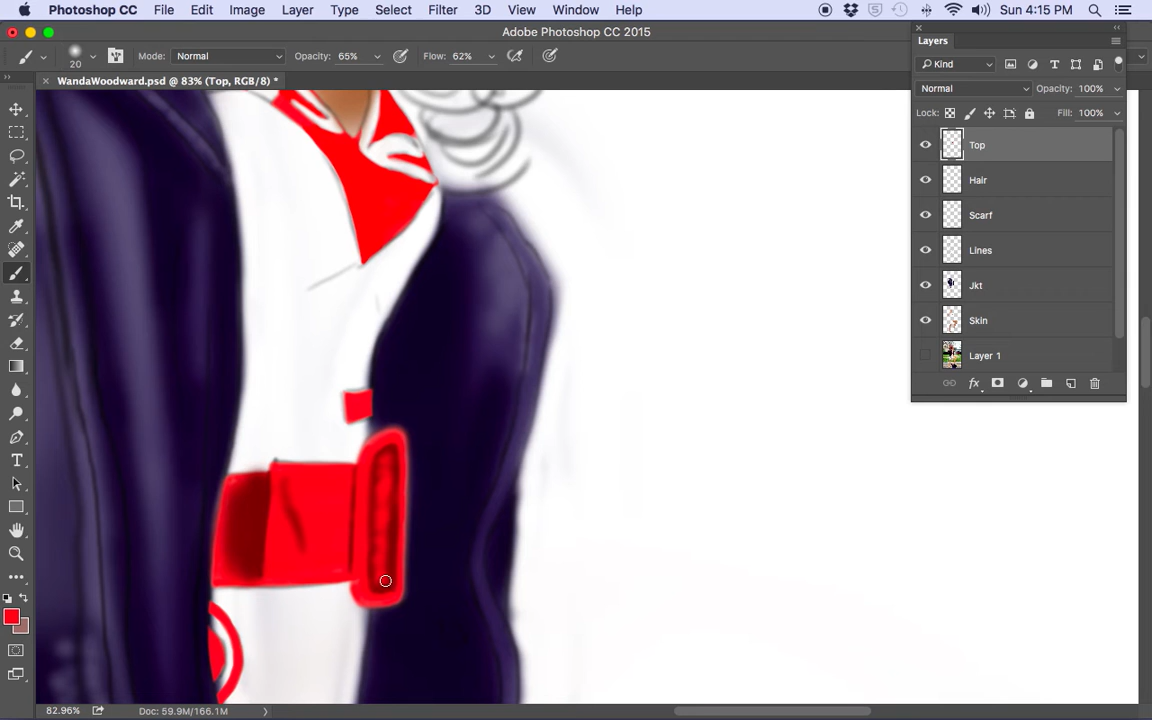 Photoshop CC File Edit Image Layer Type Select Filter 3D View Window Help Sun 4:15 PM
Adobe Photoshop CC 2015
20 Mode: Normal Opacity: 65% Flow: 62%
× WandaWoodward.psd @ 83% (Top, RGB/8) *
Layers
Kind
Normal Opacity: 100%
Lock: Fill: 100%
Top
Hair
Scarf
Lines
Jkt
Skin
Layer 1
fx
82.96% Doc: 59.9M/166.1M